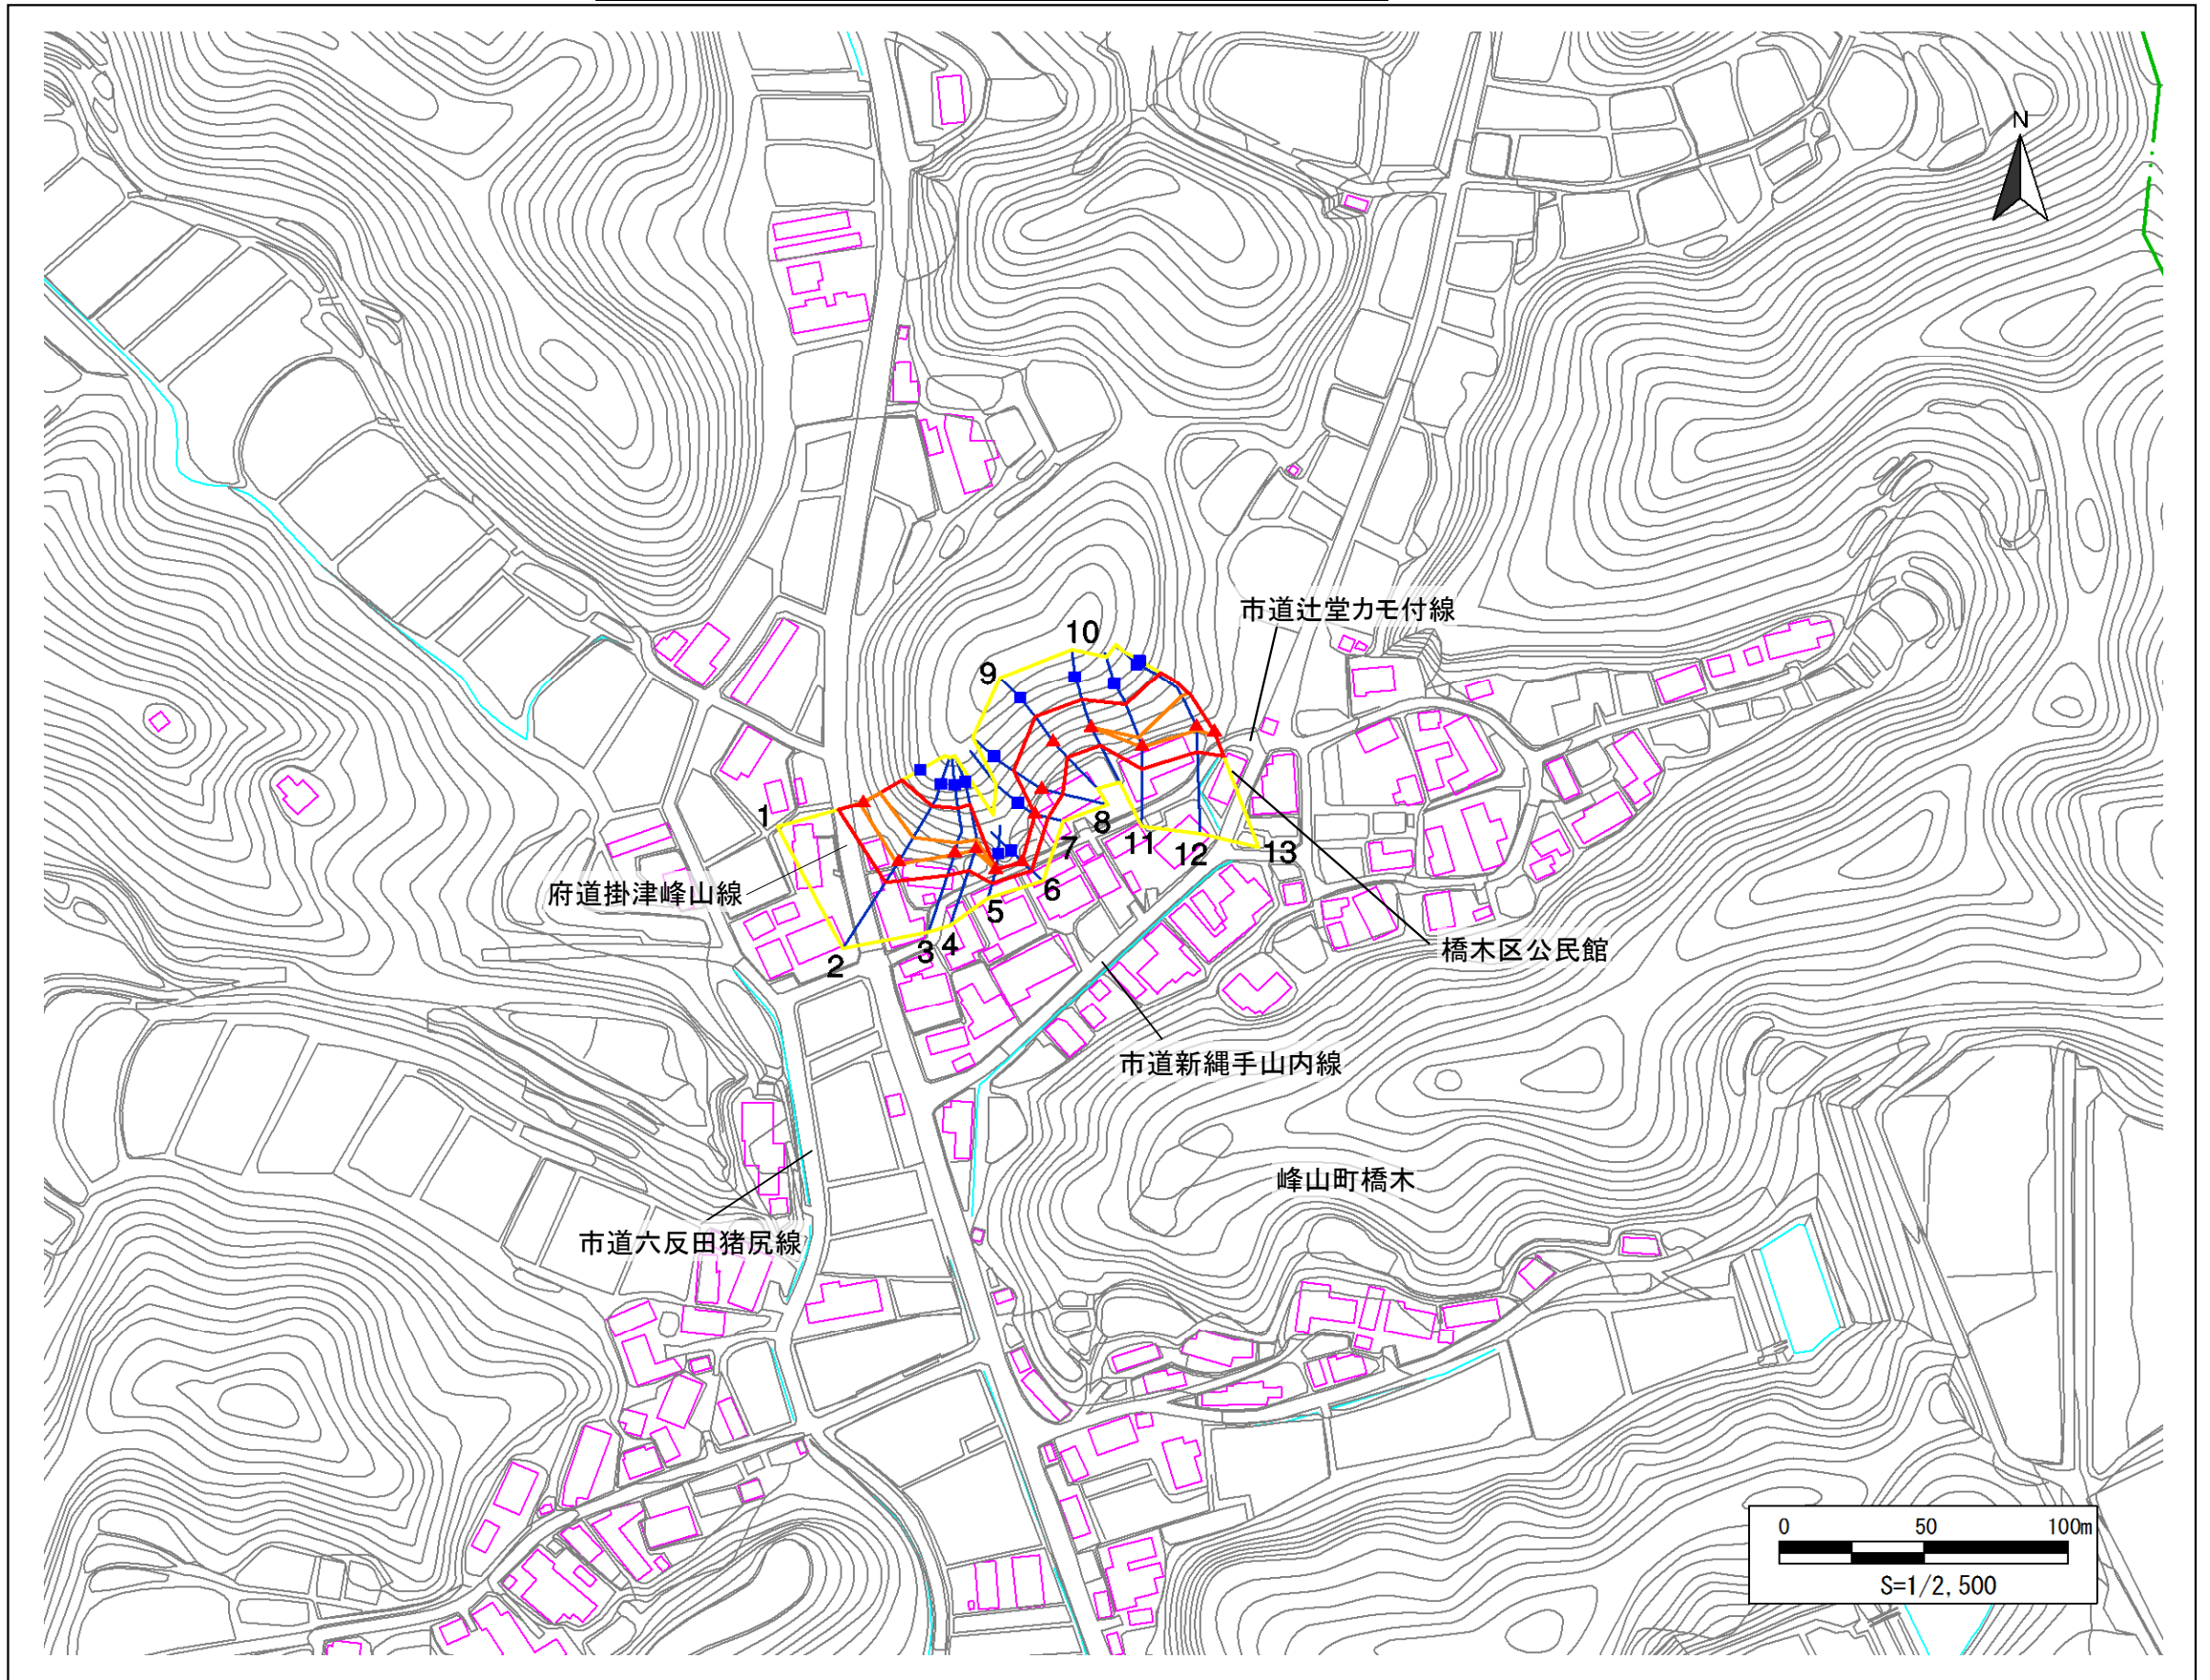 N
市道辻堂カモ付線
10
9
1
府道掛津峰山線
8
7
11
12
13
6
5
4
3
2
橋木区公民館
市道新縄手山内線
峰山町橋木
市道六反田猪尻線
0 50 100m
S=1/2,500